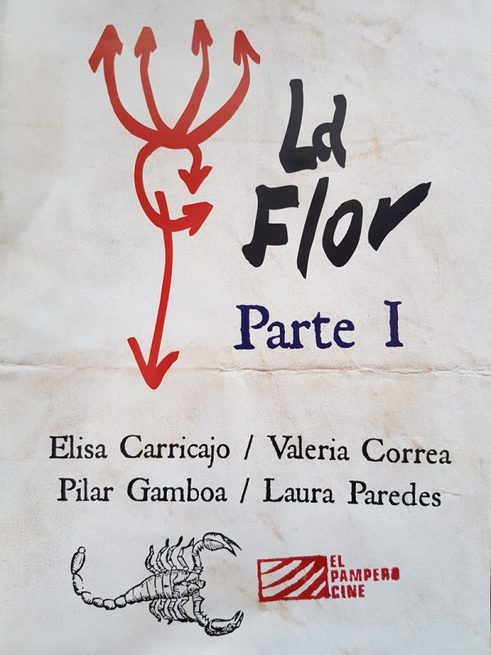 La
Flor
Parte I
Elisa Carricajo / Valeria Correa
Pilar Gamboa / Laura Paredes
EL
PAMPERO
CINE